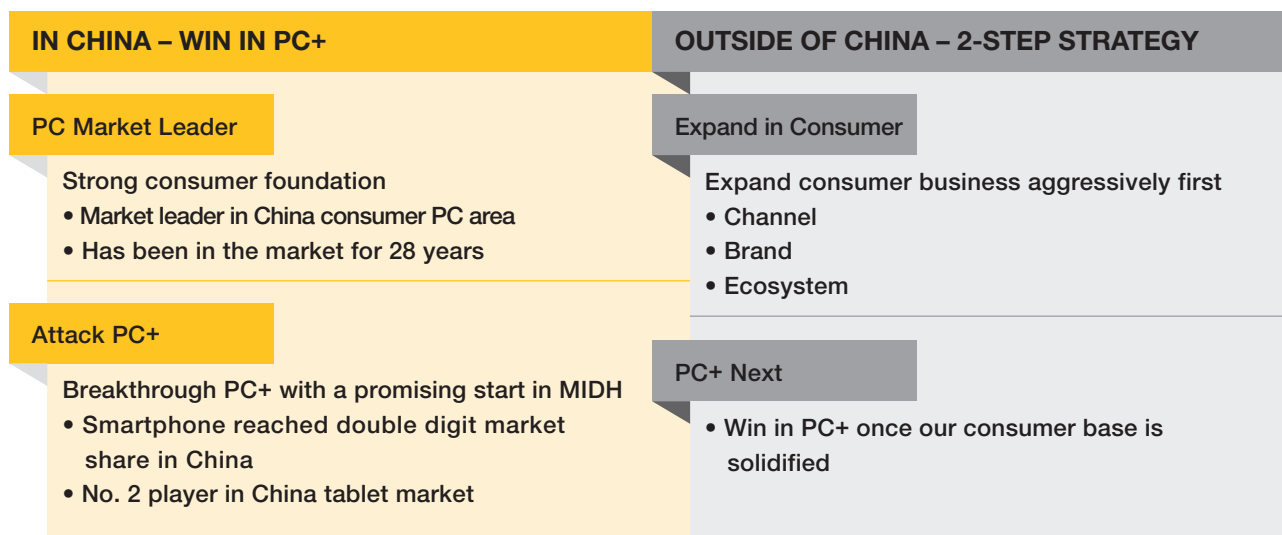 IN CHINA – WIN IN PC+
PC Market Leader
Strong consumer foundation
• Market leader in China consumer PC area
• Has been in the market for 28 years
Attack PC+
Breakthrough PC+ with a promising start in MIDH
• Smartphone reached double digit market
share in China
• No. 2 player in China tablet market
OUTSIDE OF CHINA – 2-STEP STRATEGY
Expand in Consumer
Expand consumer business aggressively first
• Channel
• Brand
• Ecosystem
PC+ Next
• Win in PC+ once our consumer base is
solidified